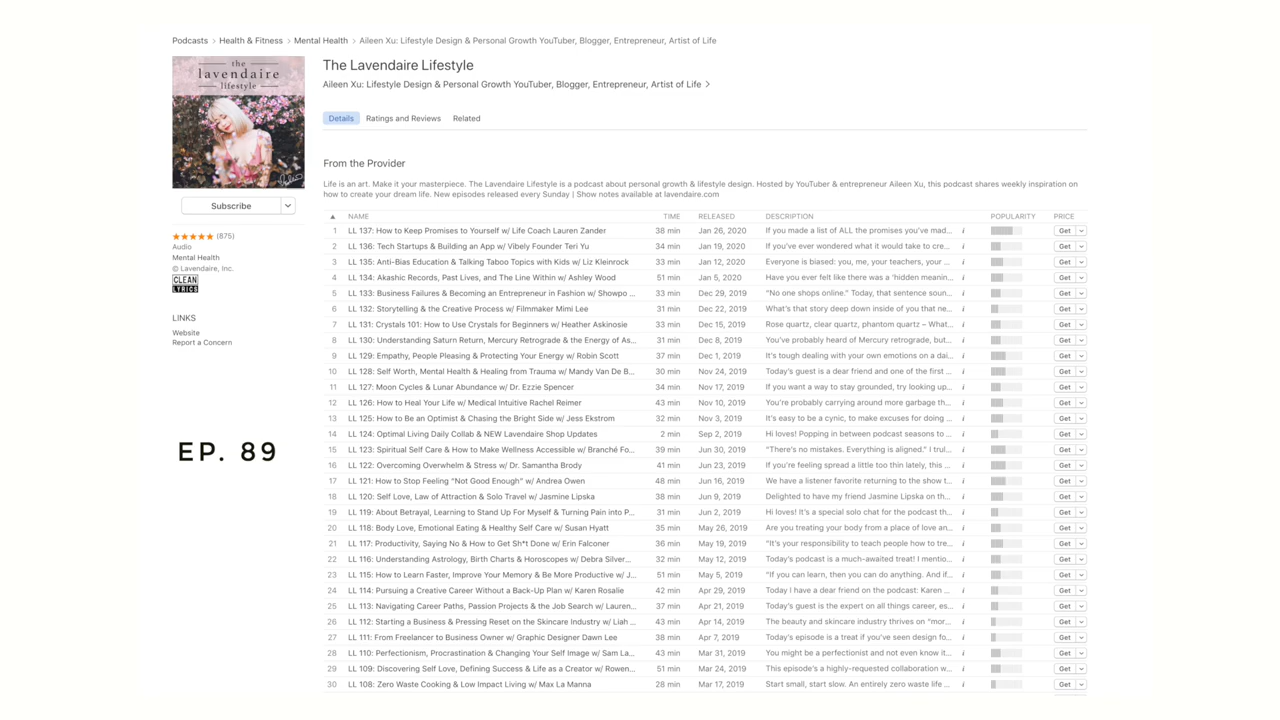 Podcasts > Health & Fitness > Mental Health > Aileen Xu: Lifestyle Design & Personal Growth YouTuber, Blogger, Entrepreneur, Artist of Life
the
lavendaire
lifestyle
The Lavendaire Lifestyle
Aileen Xu: Lifestyle Design & Personal Growth YouTuber, Blogger, Entrepreneur, Artist of Life >
Details Ratings and Reviews Related
Subscribe
(875)
Audio
Mental Health
© Lavendaire, Inc.
CLEAN
LYRICS
LINKS
Website
Report a Concern
EP. 89
From the Provider
Life is an art. Make it your masterpiece. The Lavendaire Lifestyle is a podcast about personal growth & lifestyle design. Hosted by YouTuber & entrepreneur Aileen Xu, this podcast shares weekly inspiration on
how to create your dream life. New episodes released every Sunday | Show notes available at lavendaire.com
NAME TIME RELEASED DESCRIPTION POPULARITY PRICE
1 LL 137: How to Keep Promises to Yourself w/ Life Coach Lauren Zander 38 min Jan 26, 2020 If you made a list of ALL the promises you've mad... i Get
2 LL 136: Tech Startups & Building an App w/ Vibely Founder Teri Yu 34 min Jan 19, 2020 If you've ever wondered what it would take to cre... i Get
3 LL 135: Anti-Bias Education & Talking Taboo Topics with Kids w/ Liz Kleinrock 33 min Jan 12, 2020 Everyone is biased: you, me, your teachers, your ... i Get
4 LL 134: Akashic Records, Past Lives, and The Line Within w/ Ashley Wood 51 min Jan 5, 2020 Have you ever felt like there was a 'hidden meanin... i Get
5 LL 133: Business Failures & Becoming an Entrepreneur in Fashion w/ Showpo ... 33 min Dec 29, 2019 "No one shops online." Today, that sentence soun... i Get
6 LL 132: Storytelling & the Creative Process w/ Filmmaker Mimi Lee 31 min Dec 22, 2019 What's that story deep down inside of you that ne... i Get
7 LL 131: Crystals 101: How to Use Crystals for Beginners w/ Heather Askinosie 33 min Dec 15, 2019 Rose quartz, clear quartz, phantom quartz – What... i Get
8 LL 130: Understanding Saturn Return, Mercury Retrograde & the Energy of As... 31 min Dec 8, 2019 You've probably heard of Mercury retrograde, but... i Get
9 LL 129: Empathy, People Pleasing & Protecting Your Energy w/ Robin Scott 37 min Dec 1, 2019 It's tough dealing with your own emotions on a dai... i Get
10 LL 128: Self Worth, Mental Health & Healing from Trauma w/ Mandy Van De B... 30 min Nov 24, 2019 Today's guest is a dear friend and one of the first ... i Get
11 LL 127: Moon Cycles & Lunar Abundance w/ Dr. Ezzie Spencer 34 min Nov 17, 2019 If you want a way to stay grounded, try looking up... i Get
12 LL 126: How to Heal Your Life w/ Medical Intuitive Rachel Reimer 43 min Nov 10, 2019 You're probably carrying around more garbage th... i Get
13 LL 125: How to Be an Optimist & Chasing the Bright Side w/ Jess Ekstrom 32 min Nov 3, 2019 It's easy to be a cynic, to make excuses for doing ... i Get
14 LL 124: Optimal Living Daily Collab & NEW Lavendaire Shop Updates 2 min Sep 2, 2019 Hi loves! Popping in between podcast seasons to ... i Get
15 LL 123: Spiritual Self Care & How to Make Wellness Accessible w/ Branché Fo... 39 min Jun 30, 2019 "There's no mistakes. Everything is aligned." I trul... i Get
16 LL 122: Overcoming Overwhelm & Stress w/ Dr. Samantha Brody 41 min Jun 23, 2019 If you're feeling spread a little too thin lately, this ... i Get
17 LL 121: How to Stop Feeling "Not Good Enough" w/ Andrea Owen 48 min Jun 16, 2019 We have a listener favorite returning to the show t... i Get
18 LL 120: Self Love, Law of Attraction & Solo Travel w/ Jasmine Lipska 38 min Jun 9, 2019 Delighted to have my friend Jasmine Lipska on th... i Get
19 LL 119: About Betrayal, Learning to Stand Up For Myself & Turning Pain into P... 31 min Jun 2, 2019 Hi loves! It's a special solo chat for the podcast th... i Get
20 LL 118: Body Love, Emotional Eating & Healthy Self Care w/ Susan Hyatt 35 min May 26, 2019 Are you treating your body from a place of love an... i Get
21 LL 117: Productivity, Saying No & How to Get Sh*t Done w/ Erin Falconer 36 min May 19, 2019 "It's your responsibility to teach people how to tre... i Get
22 LL 116: Understanding Astrology, Birth Charts & Horoscopes w/ Debra Silver... 32 min May 12, 2019 Today's podcast is a much-awaited treat! I mentio... i Get
23 LL 115: How to Learn Faster, Improve Your Memory & Be More Productive w/ J... 51 min May 5, 2019 "If you can learn, then you can do anything. And if... i Get
24 LL 114: Pursuing a Creative Career Without a Back-Up Plan w/ Karen Rosalie 42 min Apr 29, 2019 Today I have a dear friend on the podcast: Karen ... i Get
25 LL 113: Navigating Career Paths, Passion Projects & the Job Search w/ Lauren... 37 min Apr 21, 2019 Today's guest is the expert on all things career, es... i Get
26 LL 112: Starting a Business & Pressing Reset on the Skincare Industry w/ Liah ... 43 min Apr 14, 2019 The beauty and skincare industry thrives on "mor... i Get
27 LL 111: From Freelancer to Business Owner w/ Graphic Designer Dawn Lee 38 min Apr 7, 2019 Today's episode is a treat if you've seen design fo... i Get
28 LL 110: Perfectionism, Procrastination & Changing Your Self Image w/ Sam La... 43 min Mar 31, 2019 You might be a perfectionist and not even know it... i Get
29 LL 109: Discovering Self Love, Defining Success & Life as a Creator w/ Rowen... 51 min Mar 24, 2019 This episode's a highly-requested collaboration w... i Get
30 LL 108: Zero Waste Cooking & Low Impact Living w/ Max La Manna 28 min Mar 17, 2019 Start small, start slow. An entirely zero waste life ... i Get